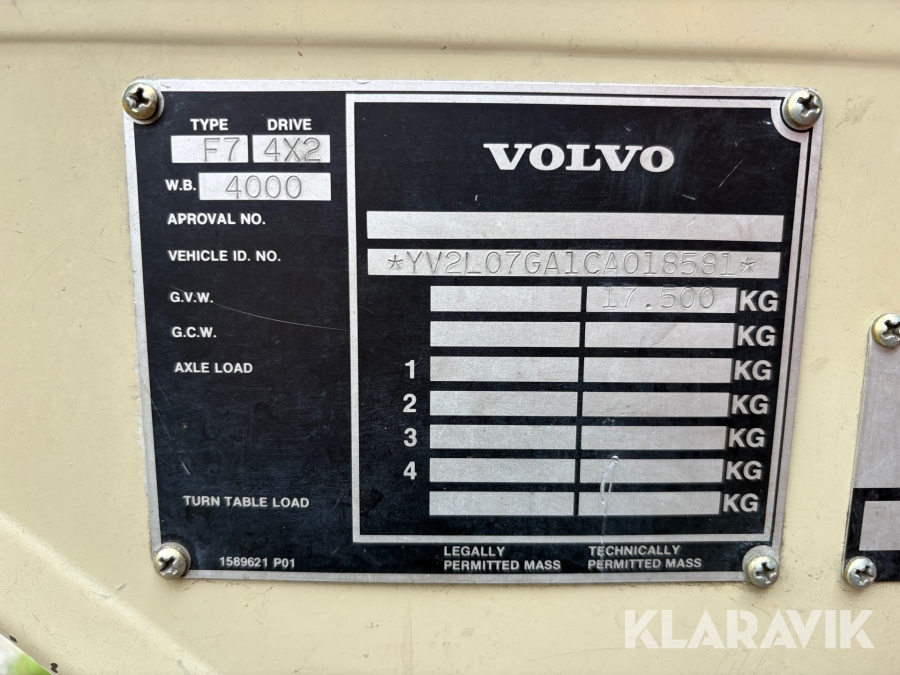 TYPE DRIVE
F7 4X2
VOLVO
W.B. 4000
APROVAL NO.
VEHICLE ID. NO. *YV2L07GA1CA018581*
G.V.W. 17.500 KG
G.C.W. KG
AXLE LOAD 1 KG
2 KG
3 KG
4 KG
TURN TABLE LOAD KG
1589621 P01
LEGALLY PERMITTED MASS
TECHNICALLY PERMITTED MASS
KLARAVIK